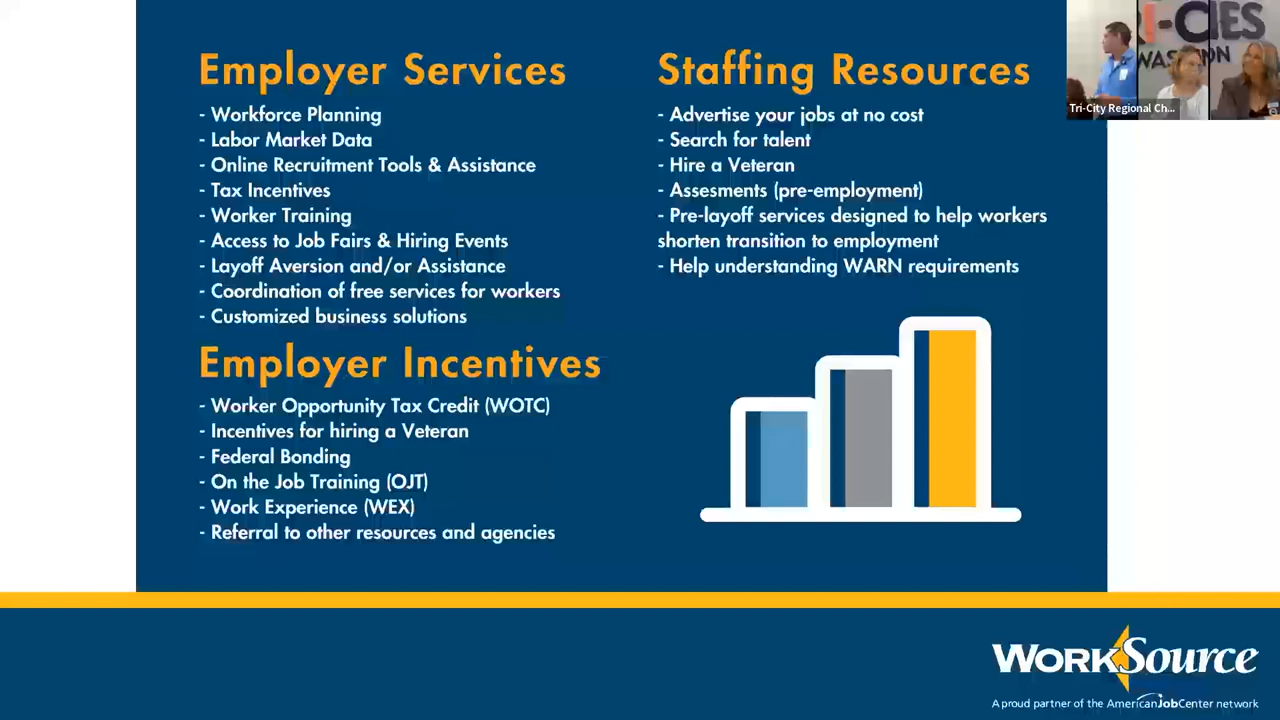 Employer Services
- Workforce Planning
- Labor Market Data
- Online Recruitment Tools & Assistance
- Tax Incentives
- Worker Training
- Access to Job Fairs & Hiring Events
- Layoff Aversion and/or Assistance
- Coordination of free services for workers
- Customized business solutions
Employer Incentives
- Worker Opportunity Tax Credit (WOTC)
- Incentives for hiring a Veteran
- Federal Bonding
- On the Job Training (OJT)
- Work Experience (WEX)
- Referral to other resources and agencies
Staffing Resources
- Advertise your jobs at no cost
- Search for talent
- Hire a Veteran
- Assesments (pre-employment)
- Pre-layoff services designed to help workers
shorten transition to employment
- Help understanding WARN requirements
Tri-City Regional Ch...
WorkSource
A proud partner of the AmericanJobCenter network